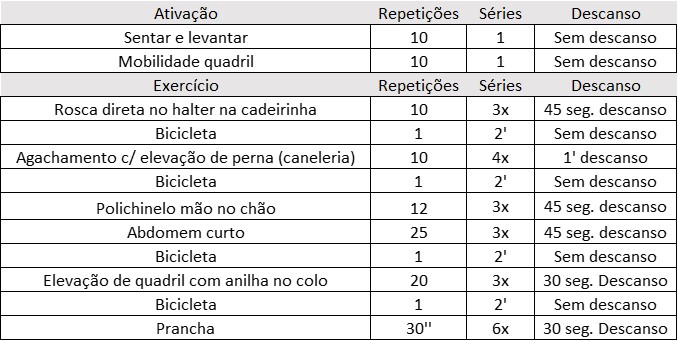 Ativação Repetições Séries Descanso
Sentar e levantar 10 1 Sem descanso
Mobilidade quadril 10 1 Sem descanso
Exercício Repetições Séries Descanso
Rosca direta no halter na cadeirinha 10 3x 45 seg. descanso
Bicicleta 1 2' Sem descanso
Agachamento c/ elevação de perna (caneleria) 10 4x 1' descanso
Bicicleta 1 2' Sem descanso
Polichinelo mão no chão 12 3x 45 seg. descanso
Abdomem curto 25 3x 45 seg. descanso
Bicicleta 1 2' Sem descanso
Elevação de quadril com anilha no colo 20 3x 30 seg. Descanso
Bicicleta 1 2' Sem descanso
Prancha 30'' 6x 30 seg. Descanso